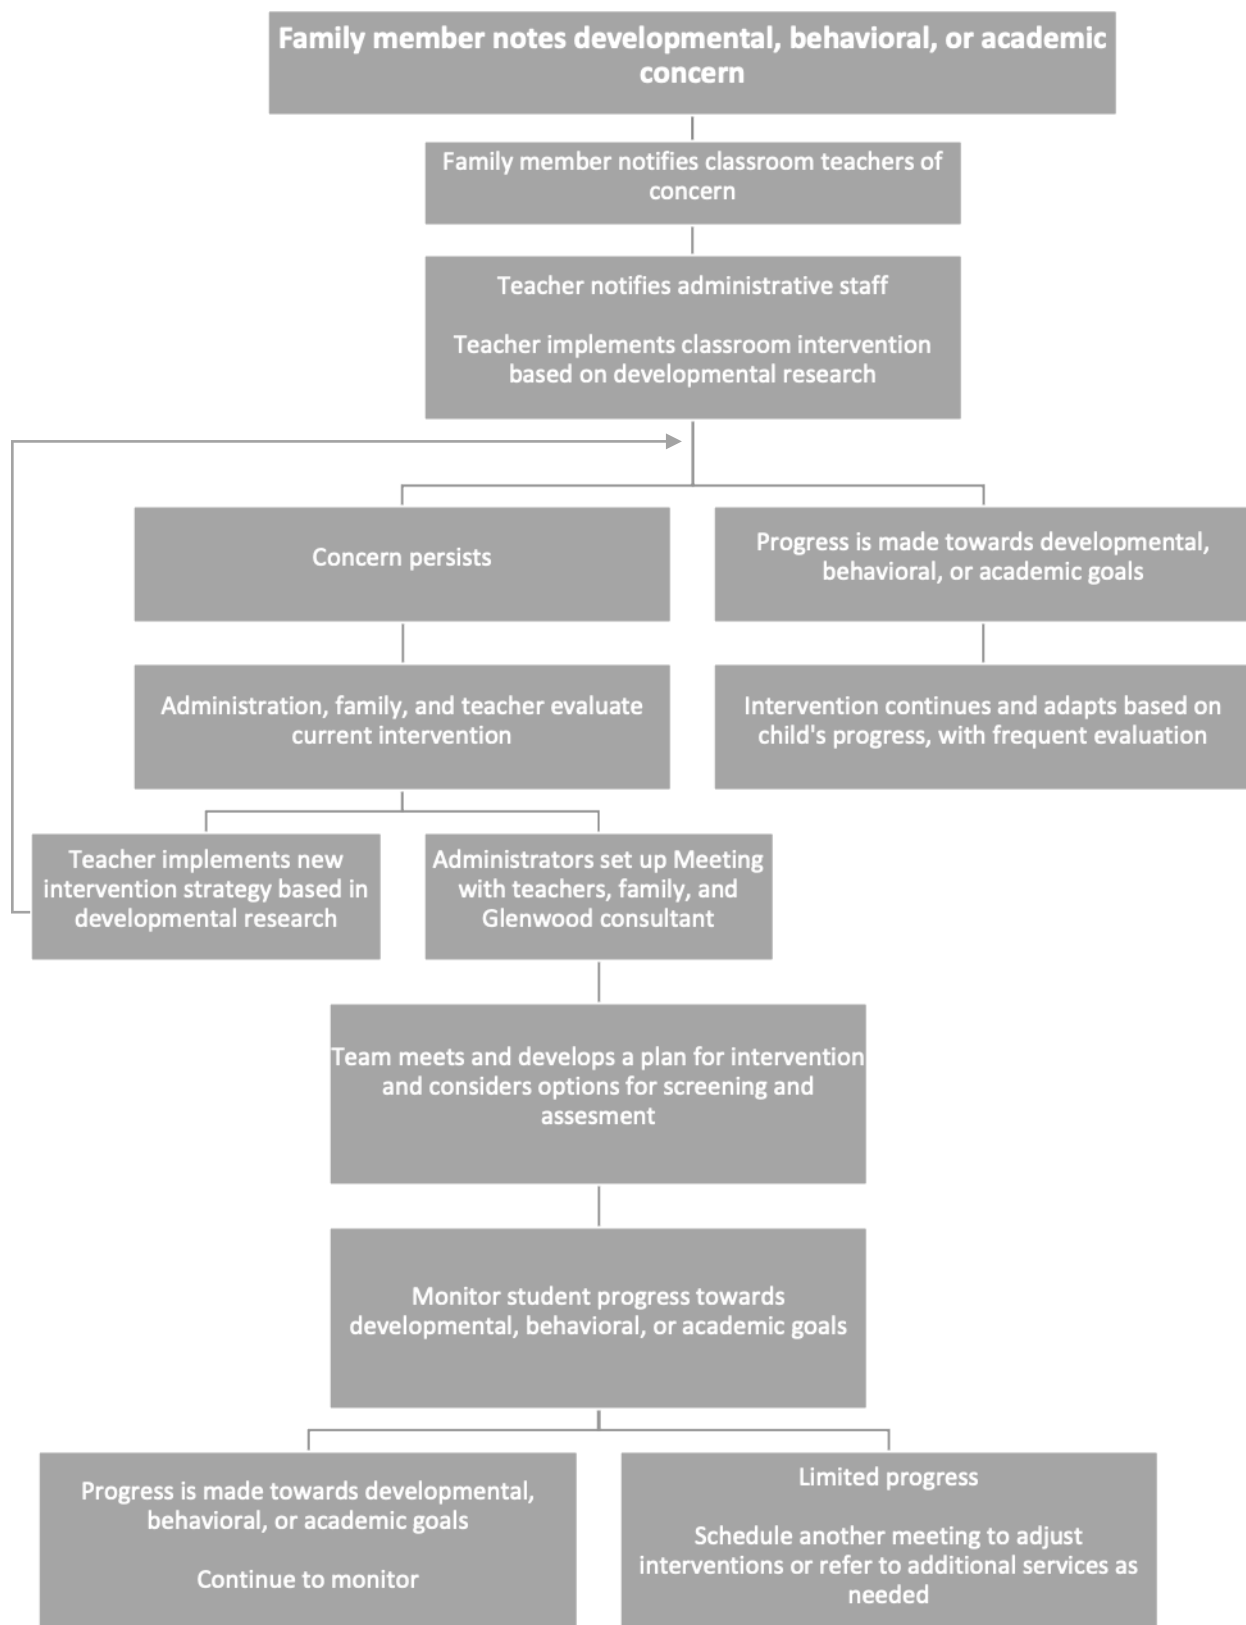 Family member notes developmental, behavioral, or academic
concern
Family member notifies classroom teachers of
concern
Teacher notifies administrative staff
Teacher implements classroom intervention
based on developmental research
Concern persists
Progress is made towards developmental,
behavioral, or academic goals
Administration, family, and teacher evaluate
current intervention
Intervention continues and adapts based on
child's progress, with frequent evaluation
Teacher implements new
intervention strategy based in
developmental research
Administrators set up Meeting
with teachers, family, and
Glenwood consultant
Team meets and develops a plan for intervention
and considers options for screening and
assesment
Monitor student progress towards
developmental, behavioral, or academic goals
Progress is made towards developmental,
behavioral, or academic goals
Continue to monitor
Limited progress
Schedule another meeting to adjust
interventions or refer to additional services as
needed